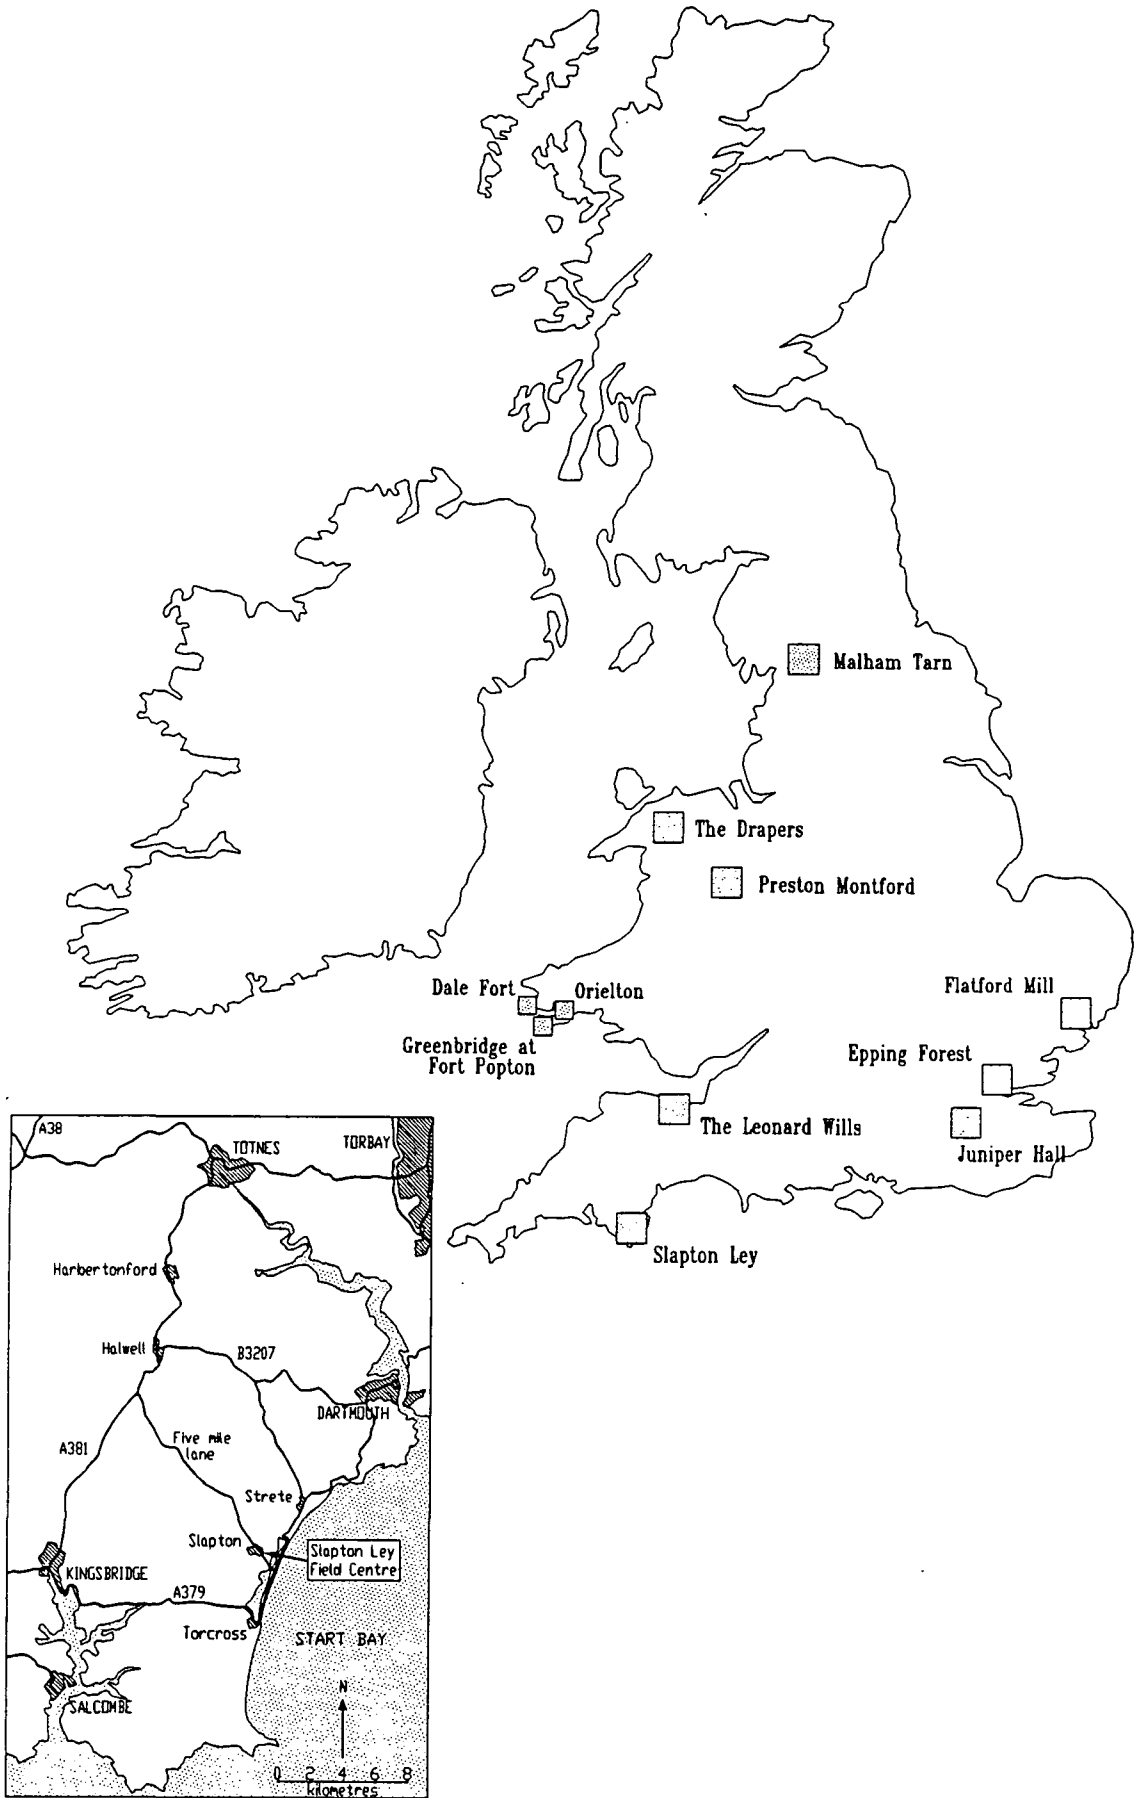 Malham Tarn
The Drapers
Preston Montford
Dale Fort
Orielton
Flatford Mill
Greenbridge at
Fort Popton
Epping Forest
The Leonard Wills
Juniper Hall
Slapton Ley
A38
TOTNES
TORBAY
Harbertonford
Halwell
B3207
DARTMOUTH
A381
Five mile
lane
Strete
Slapton
Slapton Ley
Field Centre
KINGSBRIDGE
A379
Torcross
START BAY
SALCOMBE
N
0 2 4 6 8
kilometres